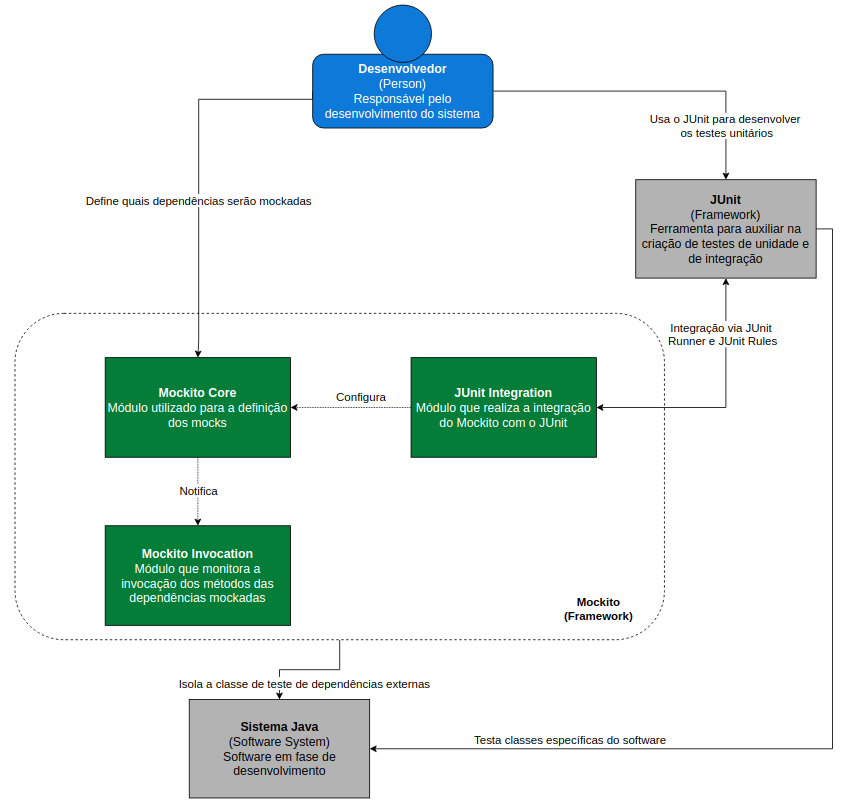 Desenvolvedor
(Person)
Responsável pelo
desenvolvimento do sistema
Usa o JUnit para desenvolver
os testes unitários
Define quais dependências serão mockadas
JUnit
(Framework)
Ferramenta para auxiliar na
criação de testes de unidade e
de integração
Integração via JUnit
Runner e JUnit Rules
Mockito Core
Módulo utilizado para a definição
dos mocks
Configura
JUnit Integration
Módulo que realiza a integração
do Mockito com o JUnit
Notifica
Mockito Invocation
Módulo que monitora a
invocação dos métodos das
dependências mockadas
Mockito
(Framework)
Isola a classe de teste de dependências externas
Sistema Java
(Software System)
Software em fase de
desenvolvimento
Testa classes específicas do software